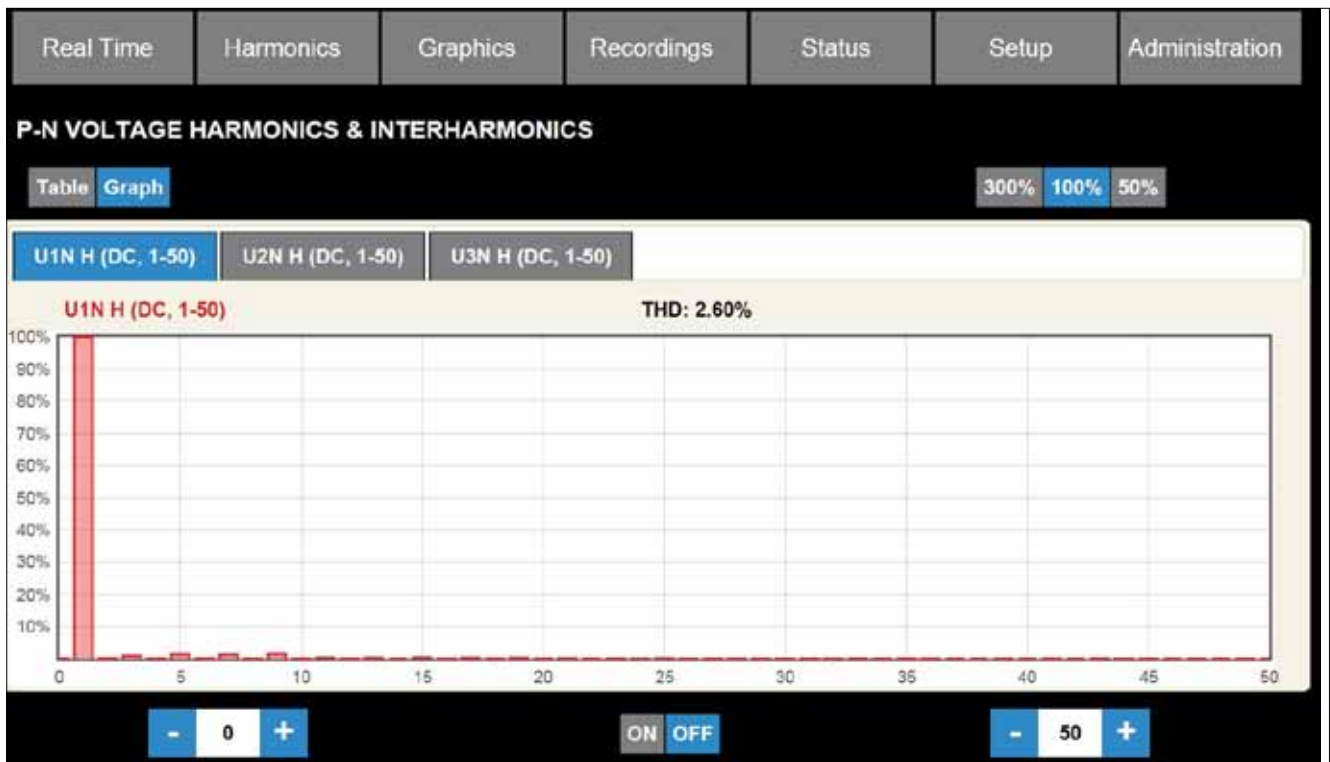 Real Time Harmonics Graphics Recordings Status Setup Administration
P-N VOLTAGE HARMONICS & INTERHARMONICS
Table Graph 300% 100% 50%
U1N H (DC, 1-50) U2N H (DC, 1-50) U3N H (DC, 1-50)
U1N H (DC, 1-50) THD: 2.60%
100%
90%
80%
70%
60%
50%
40%
30%
20%
10%
0 5 10 15 20 25 30 35 40 45 50
- 0 + ON OFF - 50 +